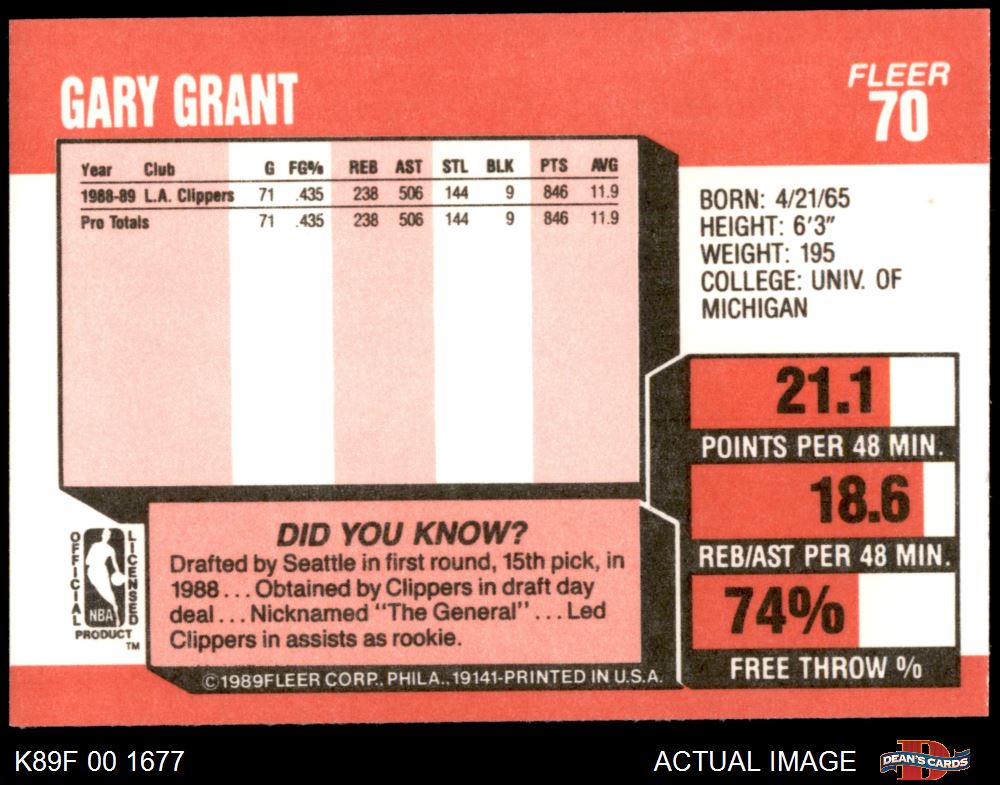 GARY GRANT
FLEER
70
Year Club G FG% REB AST STL BLK PTS AVG
1988-89 L.A. Clippers 71 .435 238 506 144 9 846 11.9
Pro Totals 71 .435 238 506 144 9 846 11.9
BORN: 4/21/65
HEIGHT: 6'3"
WEIGHT: 195
COLLEGE: UNIV. OF
MICHIGAN
21.1
POINTS PER 48 MIN.
18.6
REB/AST PER 48 MIN.
74%
FREE THROW %
OFFICIAL
LICENSED
NBA
PRODUCT
TM
DID YOU KNOW?
Drafted by Seattle in first round, 15th pick, in
1988 ... Obtained by Clippers in draft day
deal ... Nicknamed "The General" ... Led
Clippers in assists as rookie.
©1989FLEER CORP., PHILA., 19141-PRINTED IN U.S.A.
K89F 00 1677
ACTUAL IMAGE
D
DEAN'S CARDS